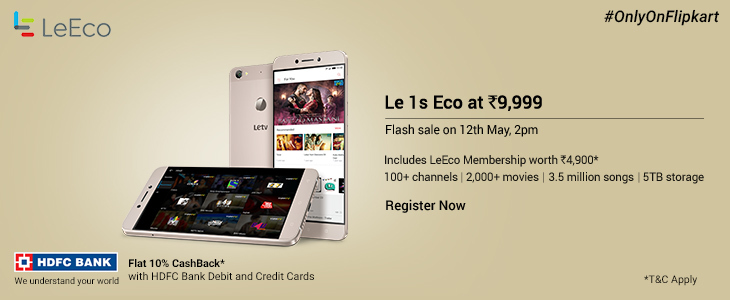 LeEco
#OnlyOnFlipkart
Letv
Le 1s Eco at ₹9,999
Flash sale on 12th May, 2pm
Includes LeEco Membership worth ₹4,900*
100+ channels | 2,000+ movies | 3.5 million songs | 5TB storage
Register Now
HDFC BANK
We understand your world
Flat 10% CashBack*
with HDFC Bank Debit and Credit Cards
*T&C Apply